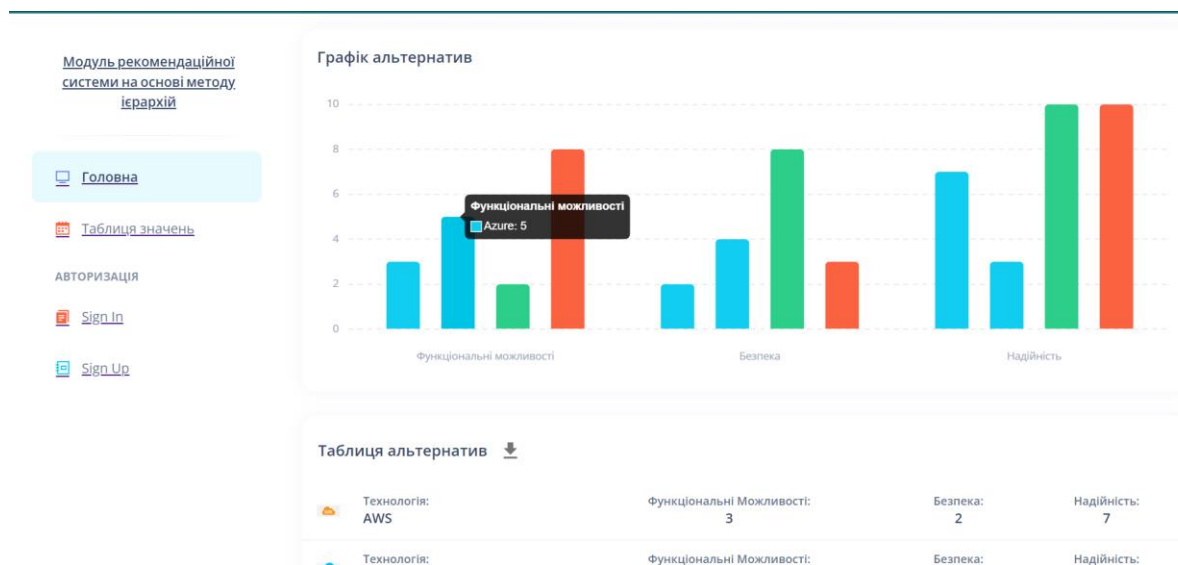 Модуль рекомендаційної
системи на основі методу
ієрархій
Головна
Таблиця значень
АВТОРИЗАЦІЯ
Sign In
Sign Up
Графік альтернатив
10
8
6
4
2
0
Функціональні можливості
Azure: 5
Функціональні можливості
Безпека
Надійність
Таблиця альтернатив
Технологія:
Функціональні Можливості:
Безпека:
Надійність:
AWS
3
2
7
Технологія:
Функціональні Можливості:
Безпека:
Надійність: